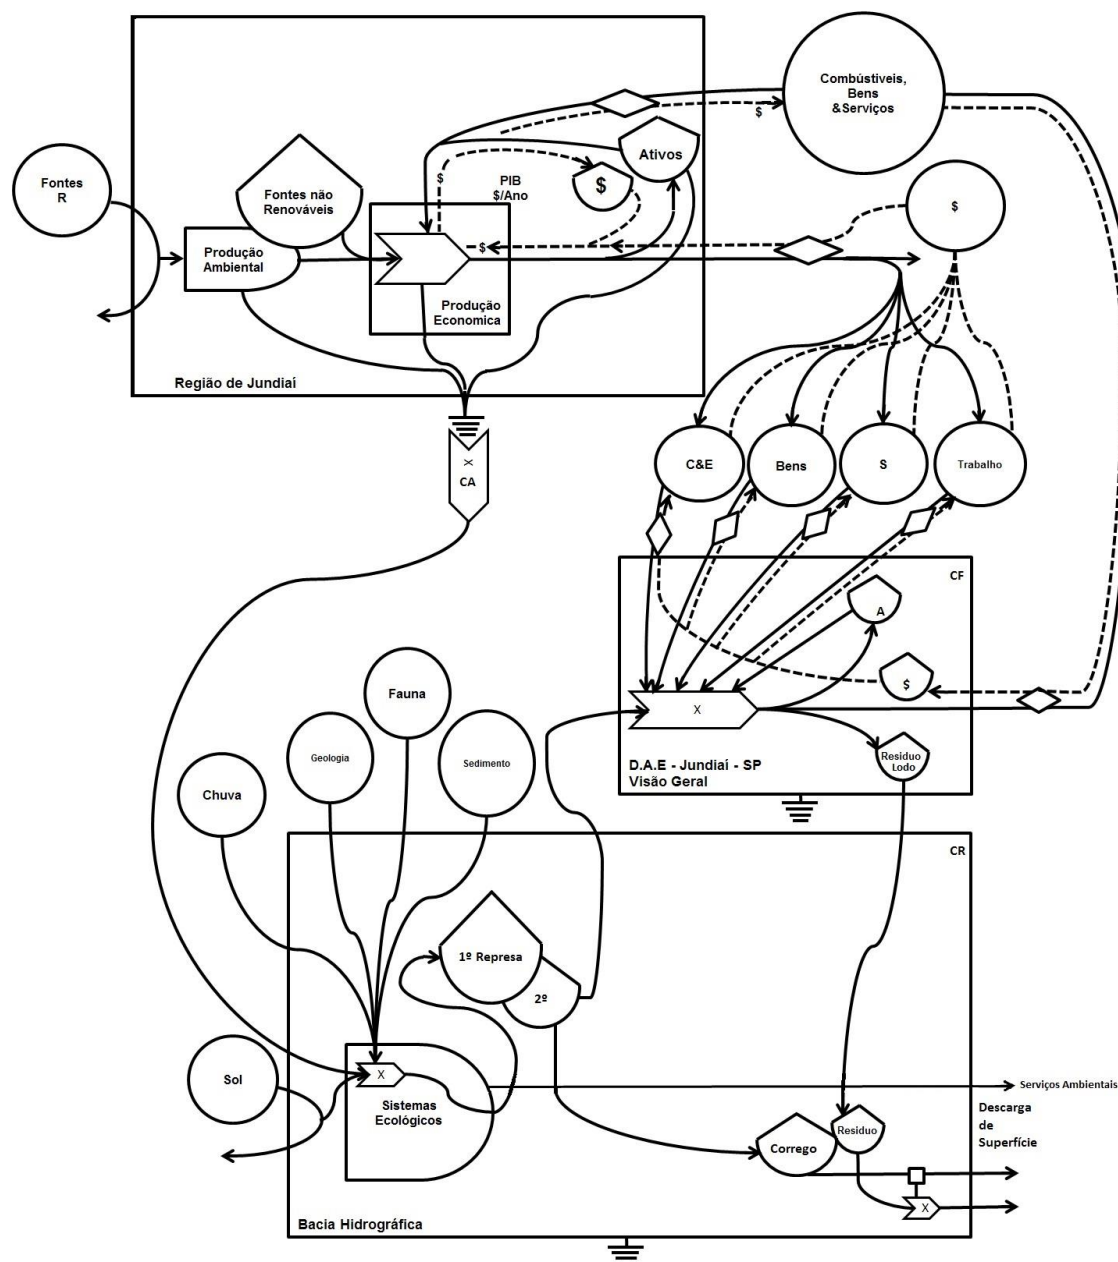 Combústiveis,
Bens
&Serviços
$
Ativos
Fontes
R
Fontes não
Renováveis
$
PIB
$/Ano
$
$
Produção
Ambiental
$
Produção
Economica
Região de Jundiaí
C&E
Bens
S
Trabalho
X
CA
CF
A
$
X
Fauna
Geologia
Sedimento
Chuva
D.A.E - Jundiaí - SP
Visão Geral
Residuo
Lodo
CR
1º Represa
2º
Sol
X
Sistemas
Ecológicos
Serviços Ambientais
Descarga
de
Superfície
Residuo
Corrego
X
Bacia Hidrográfica